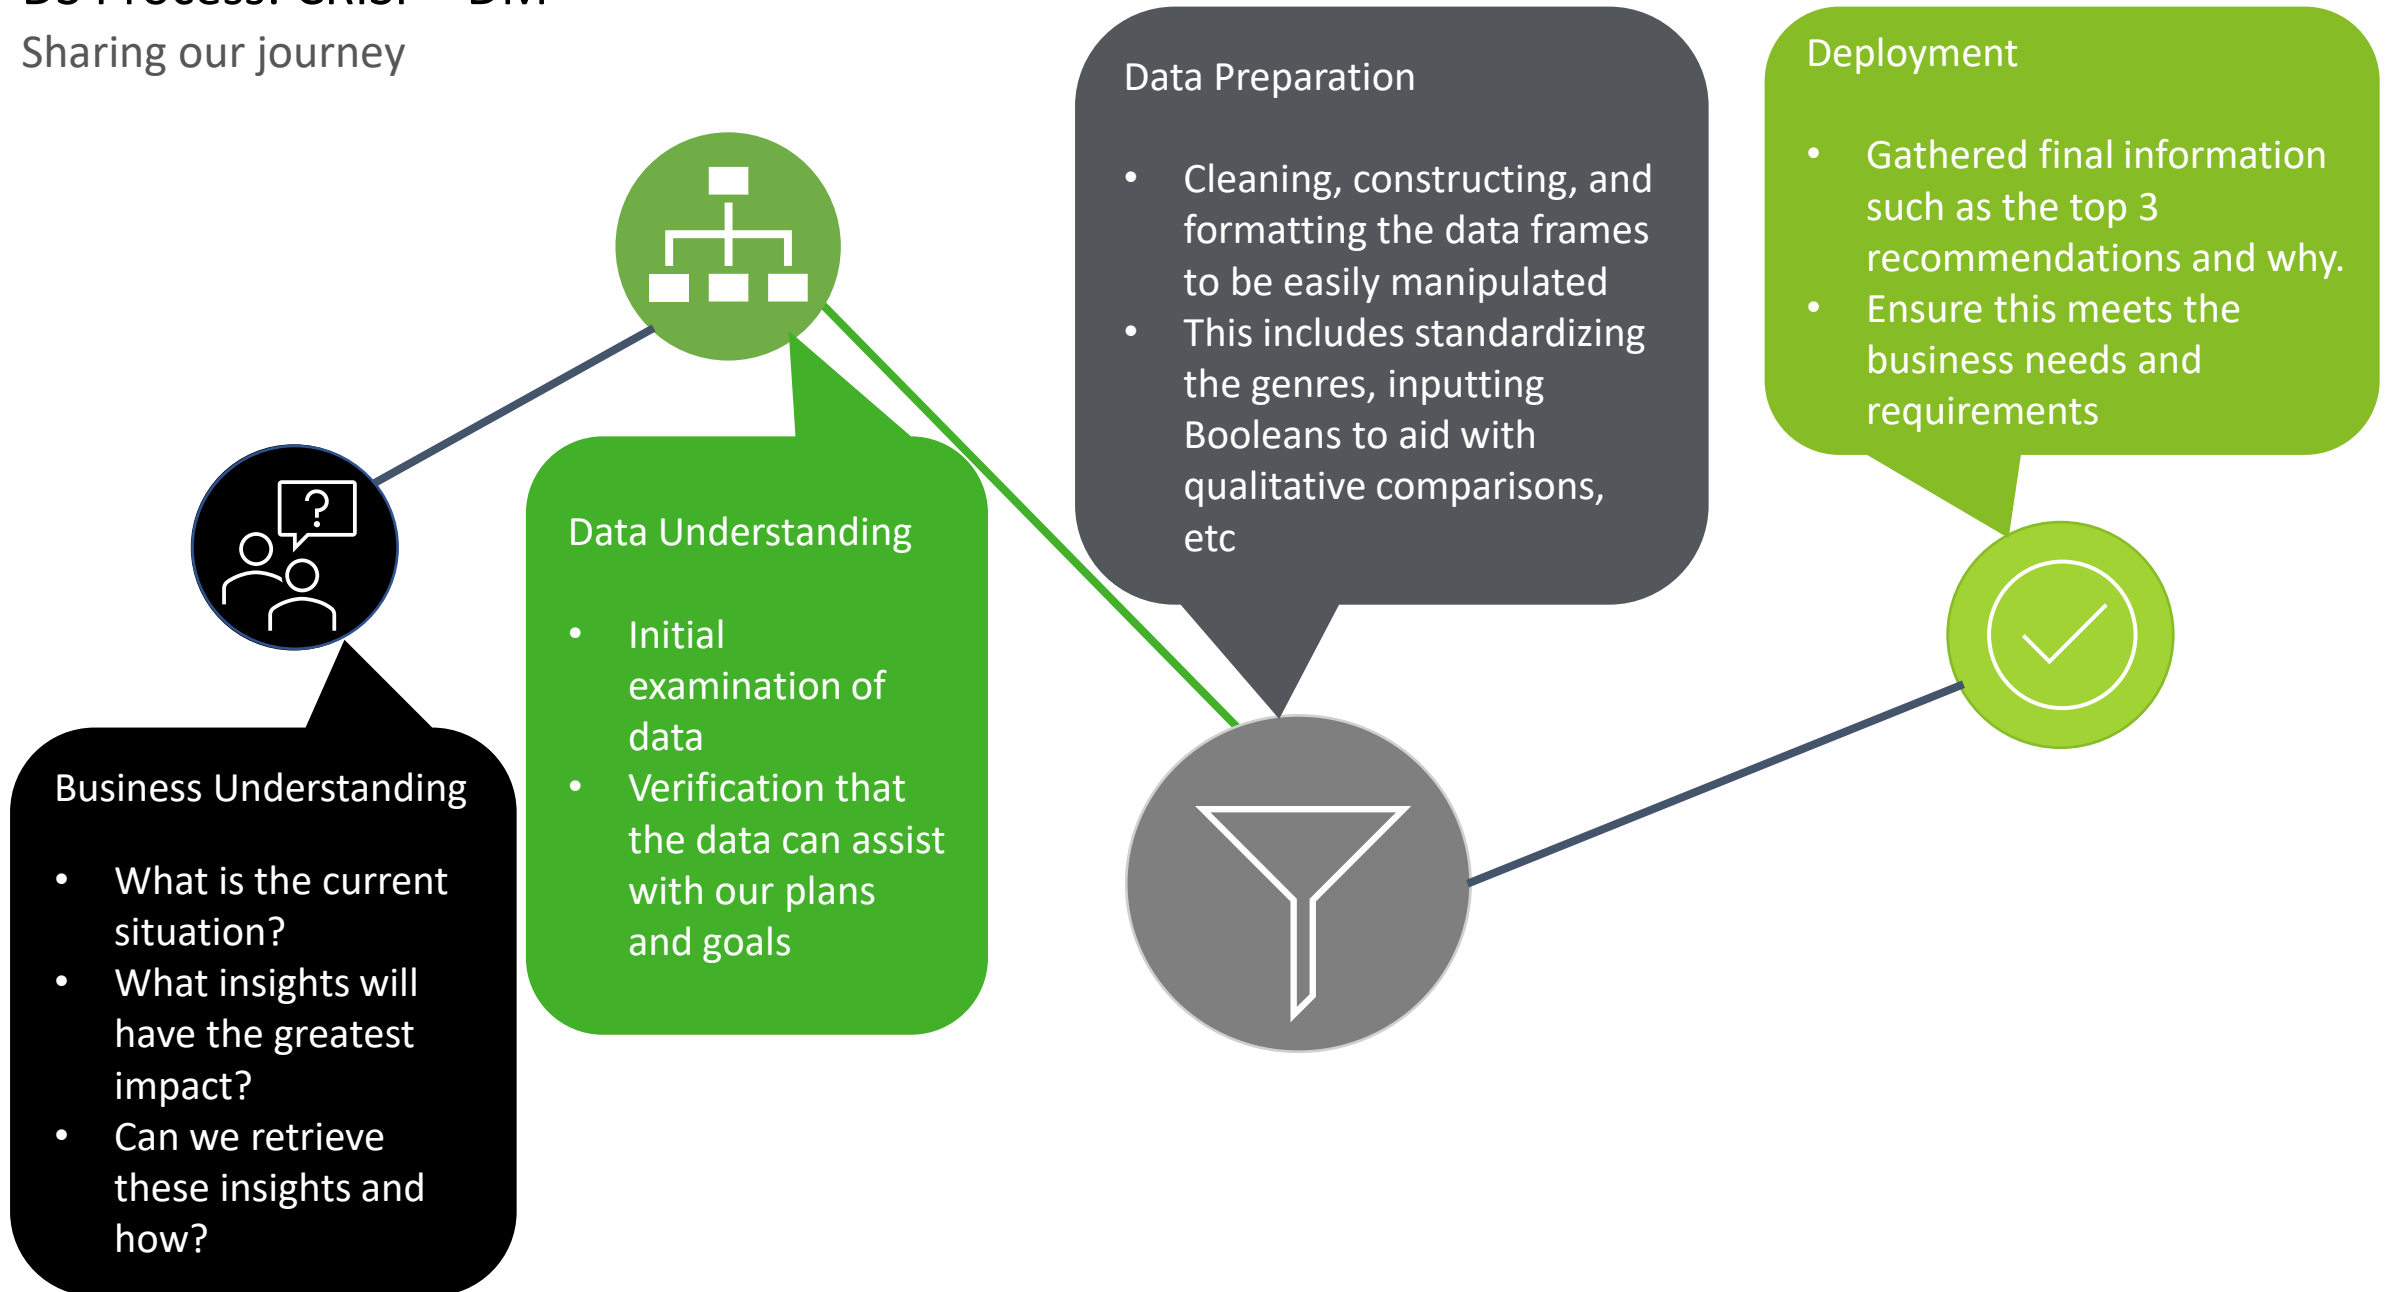 DS Process: CRISP – DM
Sharing our journey
Business Understanding
• What is the current
situation?
• What insights will
have the greatest
impact?
• Can we retrieve
these insights and
how?
Data Understanding
• Initial
examination of
data
• Verification that
the data can assist
with our plans
and goals
Data Preparation
• Cleaning, constructing, and
formatting the data frames
to be easily manipulated
• This includes standardizing
the genres, inputting
Booleans to aid with
qualitative comparisons,
etc
Deployment
• Gathered final information
such as the top 3
recommendations and why.
• Ensure this meets the
business needs and
requirements
?